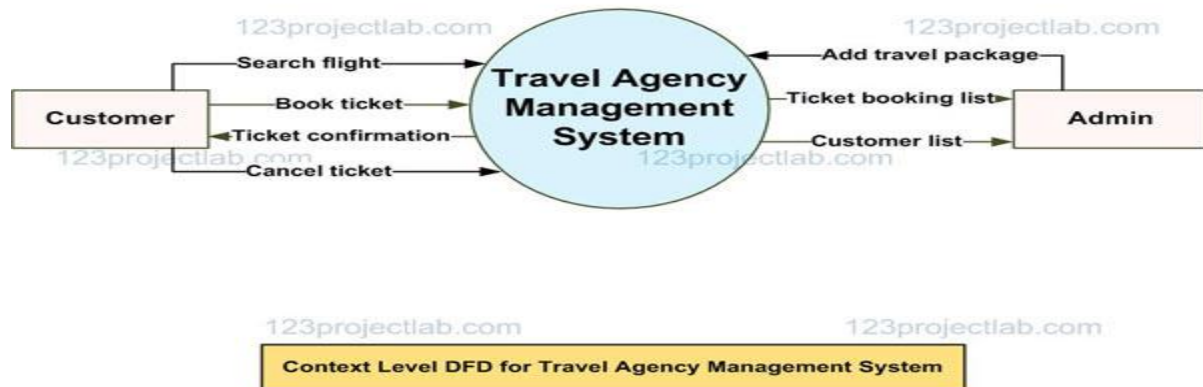 123projectlab.com
123projectlab.com
Search flight
Book ticket
Customer
Ticket confirmation
Cancel ticket
123projectlab.com
Travel Agency
Management
System
123projectlab.com
Add travel package
Ticket booking list
Admin
Customer list
123projectlab.com
123projectlab.com
Context Level DFD for Travel Agency Management System